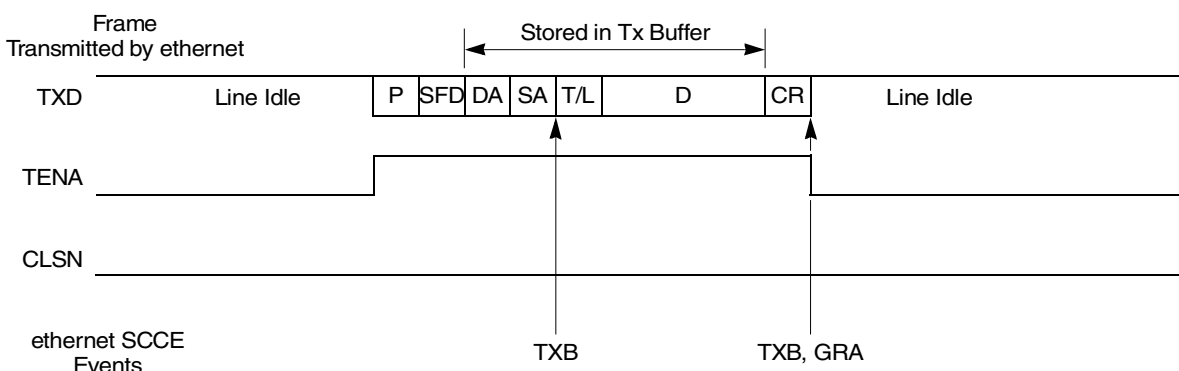 Frame
Transmitted by ethernet
Stored in Tx Buffer
TXD
Line Idle
P
SFD
DA
SA
T/L
D
CR
Line Idle
TENA
CLSN
ethernet SCCE
Events
TXB
TXB, GRA